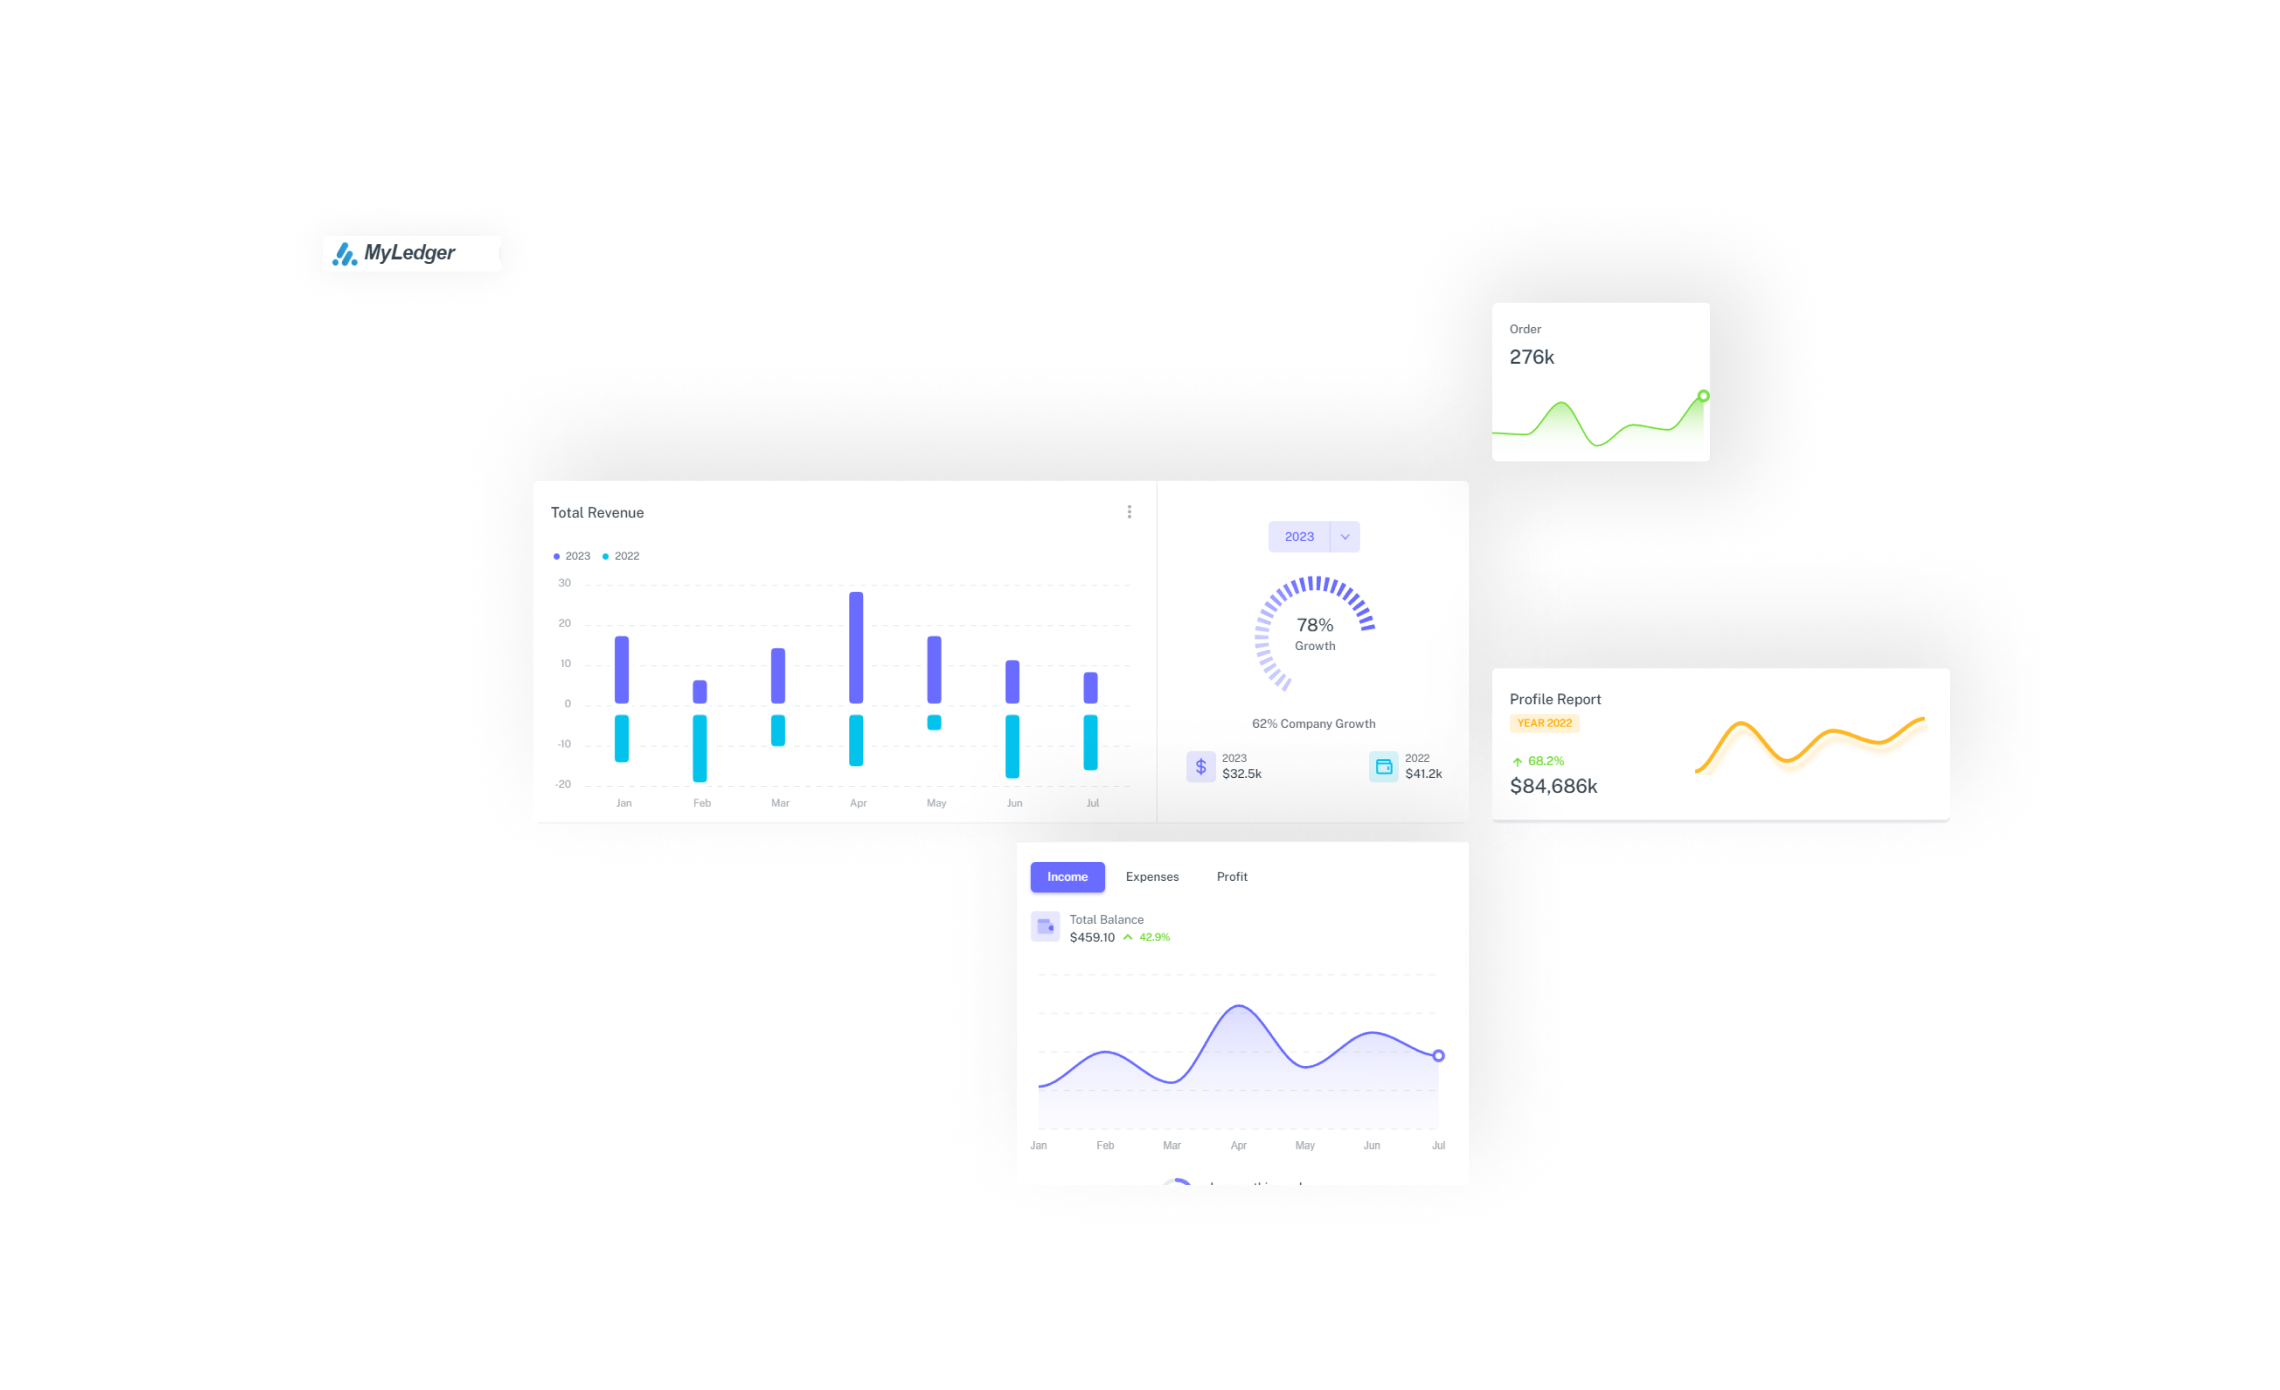 MyLedger
Order
276k
Total Revenue
2023 2022
30
20
10
0
-10
-20
Jan Feb Mar Apr May Jun Jul
2023
78%
Growth
62% Company Growth
2023
$32.5k
2022
$41.2k
Profile Report
YEAR 2022
68.2%
$84,686k
Income Expenses Profit
Total Balance
$459.10 42.9%
Jan Feb Mar Apr May Jun Jul